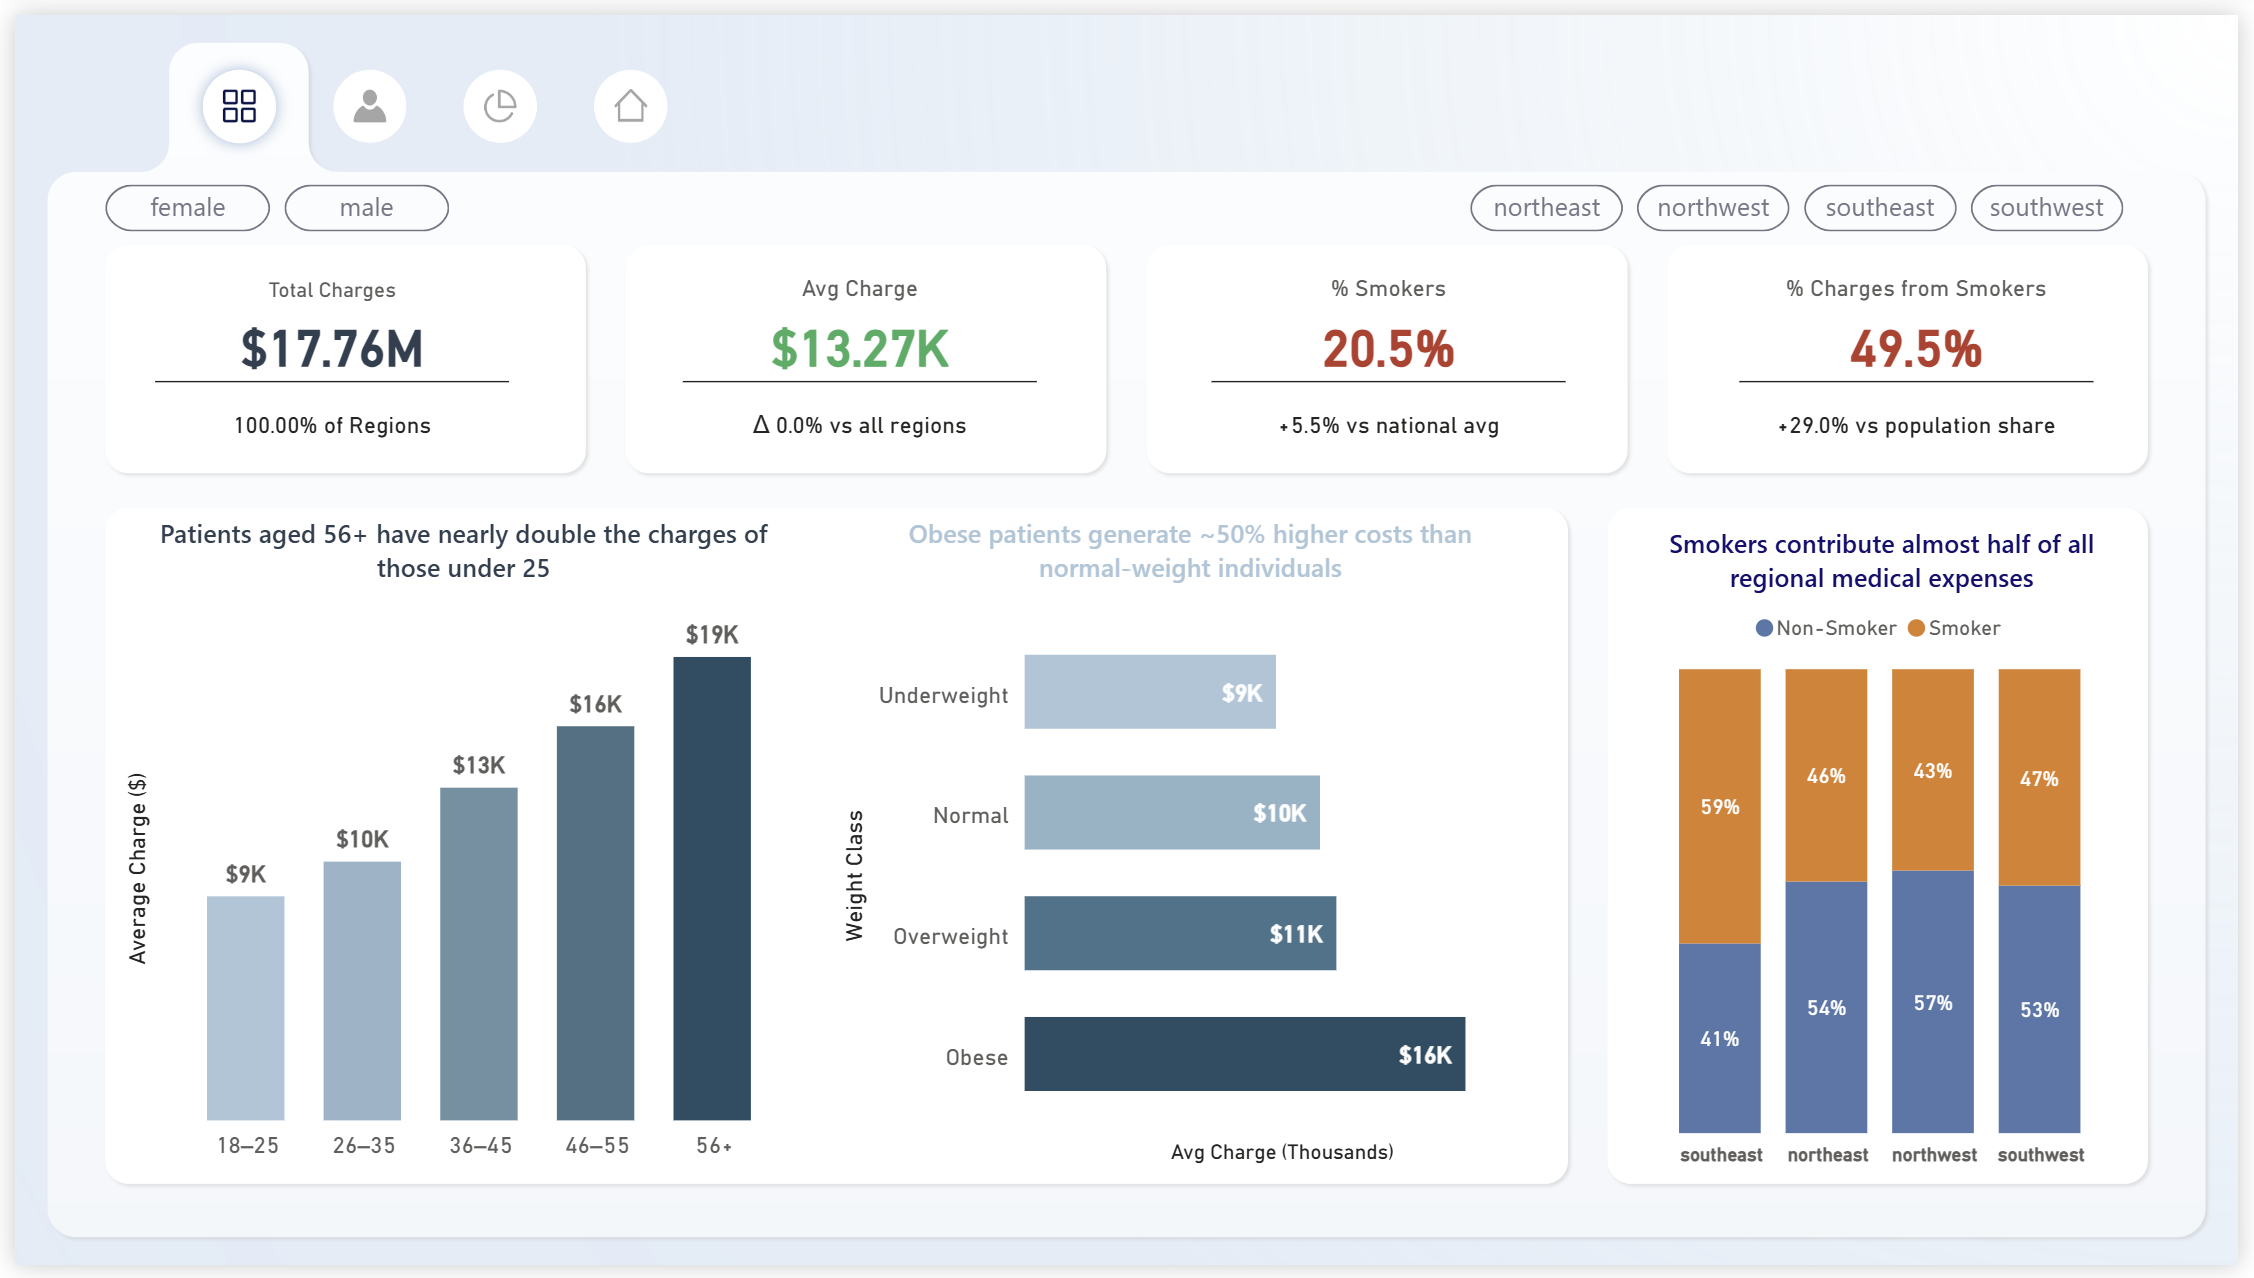 female
male
northeast
northwest
southeast
southwest
Total Charges
$17.76M
100.00% of Regions
Avg Charge
$13.27K
Δ 0.0% vs all regions
% Smokers
20.5%
+5.5% vs national avg
% Charges from Smokers
49.5%
+29.0% vs population share
Patients aged 56+ have nearly double the charges of
those under 25
Average Charge ($)
$9K
$10K
$13K
$16K
$19K
18–25
26–35
36–45
46–55
56+
Obese patients generate ~50% higher costs than
normal-weight individuals
Weight Class
Underweight
$9K
Normal
$10K
Overweight
$11K
Obese
$16K
Avg Charge (Thousands)
Smokers contribute almost half of all
regional medical expenses
Non-Smoker
Smoker
59%
46%
43%
47%
41%
54%
57%
53%
southeast
northeast
northwest
southwest